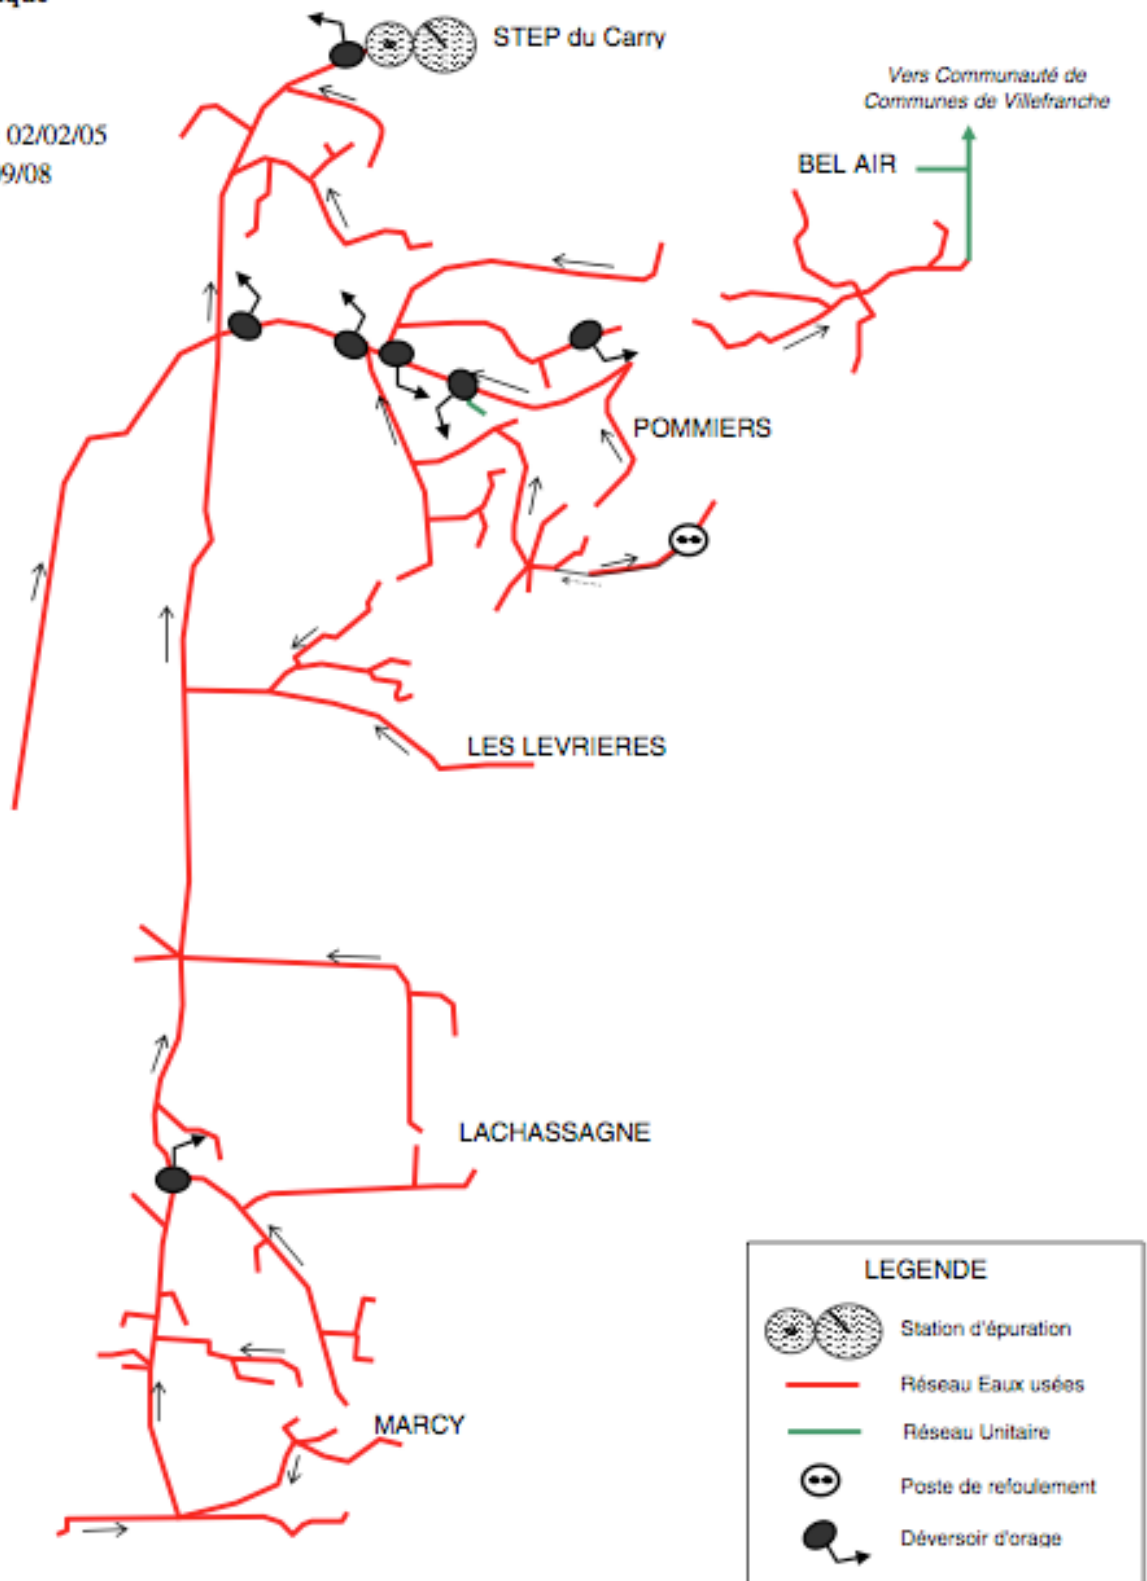 STEP du Carry
Vers Communauté de
Communes de Villefranche
02/02/05
BEL AIR
9/08
POMMIERS
LES LEVRIERES
LACHASSAGNE
MARCY
LEGENDE
Station d'épuration
Réseau Eaux usées
Réseau Unitaire
Poste de refoulement
Déversoir d'orage